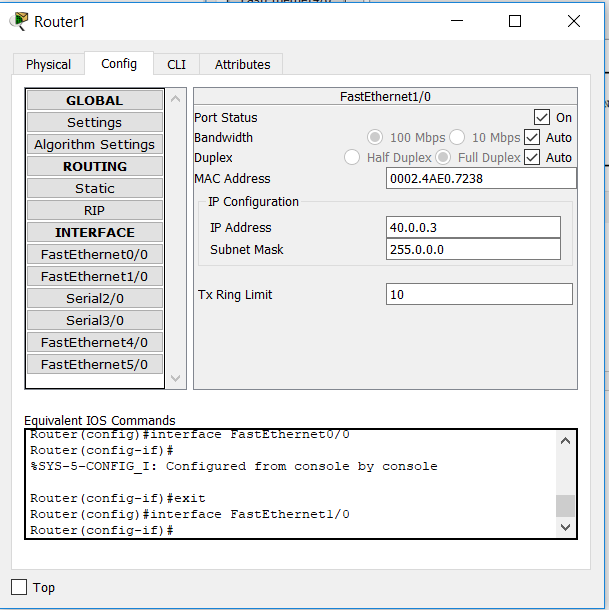 Router1
Physical Config CLI Attributes
GLOBAL
Settings
Algorithm Settings
ROUTING
Static
RIP
INTERFACE
FastEthernet0/0
FastEthernet1/0
Serial2/0
Serial3/0
FastEthernet4/0
FastEthernet5/0
FastEthernet1/0
Port Status On
Bandwidth 100 Mbps 10 Mbps Auto
Duplex Half Duplex Full Duplex Auto
MAC Address 0002.4AE0.7238
IP Configuration
IP Address 40.0.0.3
Subnet Mask 255.0.0.0
Tx Ring Limit 10
Equivalent IOS Commands
Router(config)#interface FastEthernet0/0
Router(config-if)#
%SYS-5-CONFIG_I: Configured from console by console
Router(config-if)#exit
Router(config)#interface FastEthernet1/0
Router(config-if)#
Top